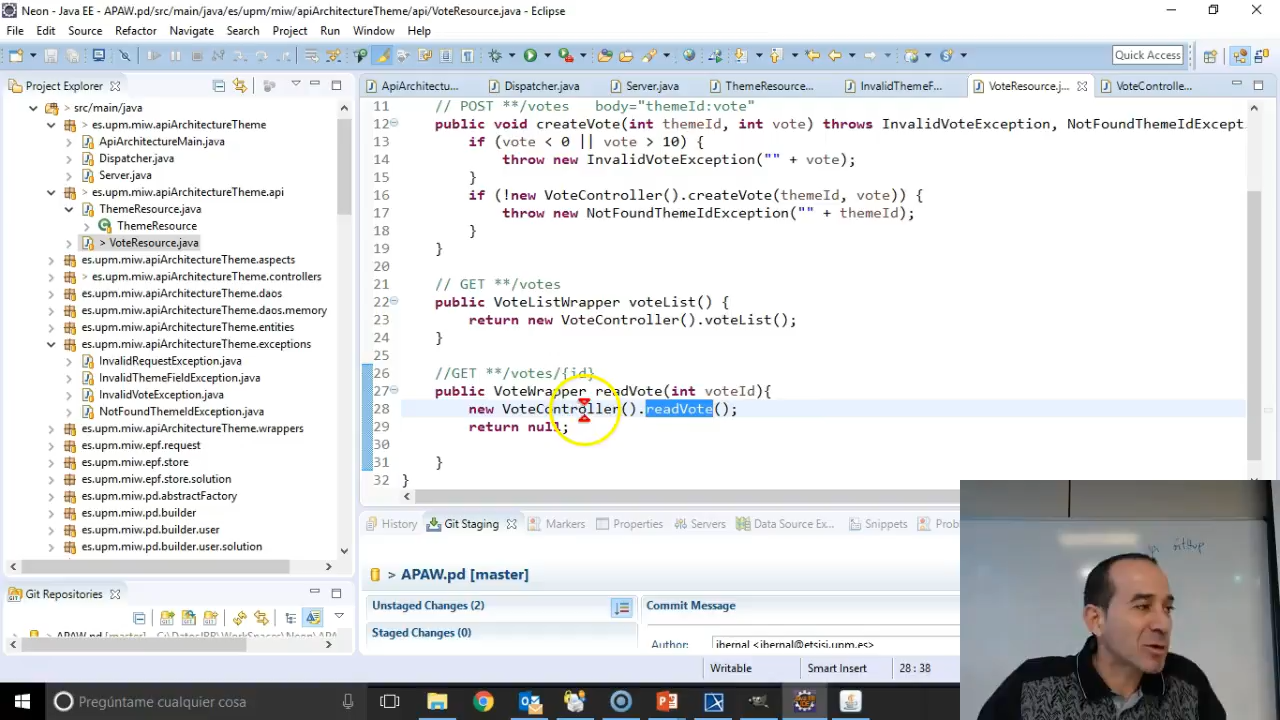 Neon - Java EE - APAW.pd/src/main/java/es/upm/miw/apiArchitectureTheme/api/VoteResource.java - Eclipse
File Edit Source Refactor Navigate Search Project Run Window Help
Quick Access
Project Explorer
src/main/java
es.upm.miw.apiArchitectureTheme
ApiArchitectureMain.java
Dispatcher.java
Server.java
es.upm.miw.apiArchitectureTheme.api
ThemeResource.java
ThemeResource
> VoteResource.java
es.upm.miw.apiArchitectureTheme.aspects
> es.upm.miw.apiArchitectureTheme.controllers
es.upm.miw.apiArchitectureTheme.daos
es.upm.miw.apiArchitectureTheme.daos.memory
es.upm.miw.apiArchitectureTheme.entities
es.upm.miw.apiArchitectureTheme.exceptions
InvalidRequestException.java
InvalidThemeFieldException.java
InvalidVoteException.java
NotFoundThemeIdException.java
es.upm.miw.apiArchitectureTheme.wrappers
es.upm.miw.epf.request
es.upm.miw.epf.store
es.upm.miw.epf.store.solution
es.upm.miw.pd.abstractFactory
es.upm.miw.pd.builder
es.upm.miw.pd.builder.user
es.upm.miw.pd.builder.user.solution
Git Repositories
ApiArchitectu... Dispatcher.java Server.java ThemeResource... InvalidThemeF... VoteResource.j... VoteControlle...
11 // POST **/votes body="themeId:vote"
12 public void createVote(int themeId, int vote) throws InvalidVoteException, NotFoundThemeIdExcept
13 if (vote < 0 || vote > 10) {
14 throw new InvalidVoteException("" + vote);
15 }
16 if (!new VoteController().createVote(themeId, vote)) {
17 throw new NotFoundThemeIdException("" + themeId);
18 }
19 }
20
21 // GET **/votes
22 public VoteListWrapper voteList() {
23 return new VoteController().voteList();
24 }
25
26 //GET **/votes/{id}
27 public VoteWrapper readVote(int voteId){
28 new VoteController().readVote();
29 return null;
30
31 }
32 }
History Git Staging Markers Properties Servers Data Source Ex... Snippets Prob
> APAW.pd [master]
Unstaged Changes (2)
Commit Message
Staged Changes (0)
Author:
Writable Smart Insert 28 : 38
Pregúntame cualquier cosa